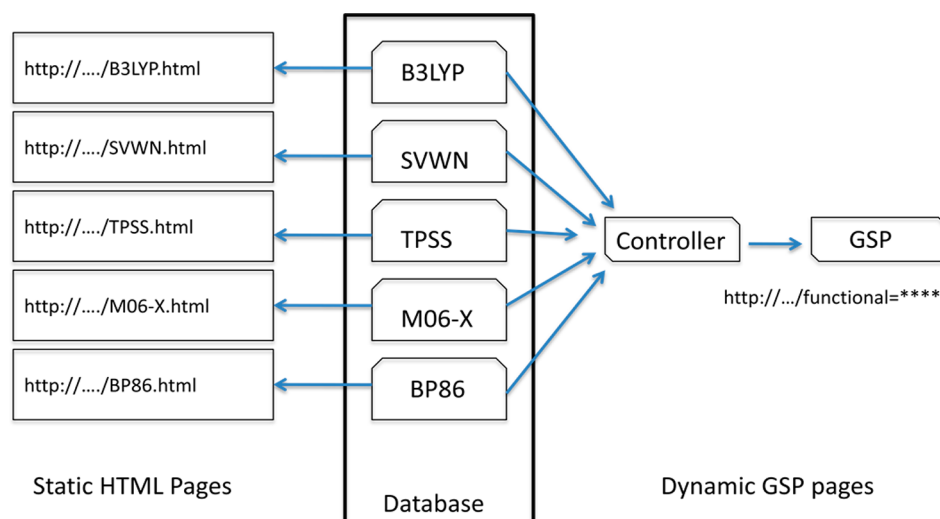 http://…./B3LYP.html
B3LYP
http://…./SVWN.html
SVWN
http://…./TPSS.html
TPSS
Controller
GSP
http://…./M06-X.html
M06-X
http://…/functional=****
http://…./BP86.html
BP86
Static HTML Pages
Database
Dynamic GSP pages